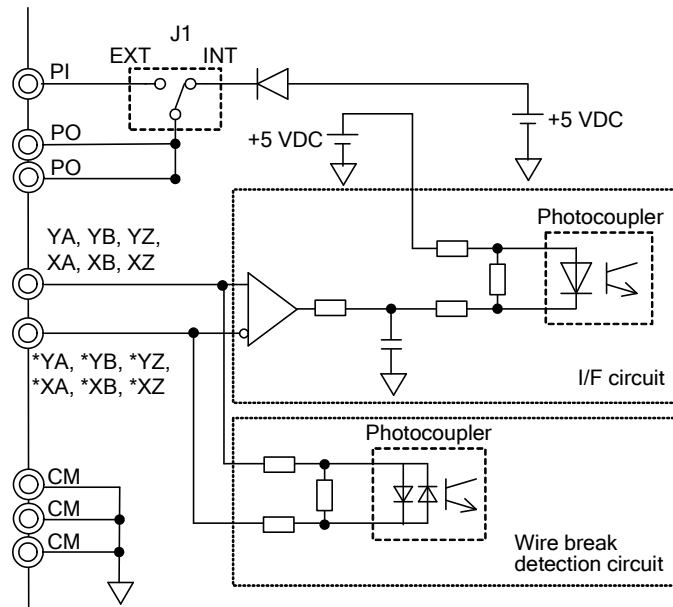 J1
EXT INT
PI
PO
PO
+5 VDC
+5 VDC
Photocoupler
YA, YB, YZ,
XA, XB, XZ
*YA, *YB, *YZ,
*XA, *XB, *XZ
I/F circuit
Photocoupler
CM
CM
CM
Wire break
detection circuit